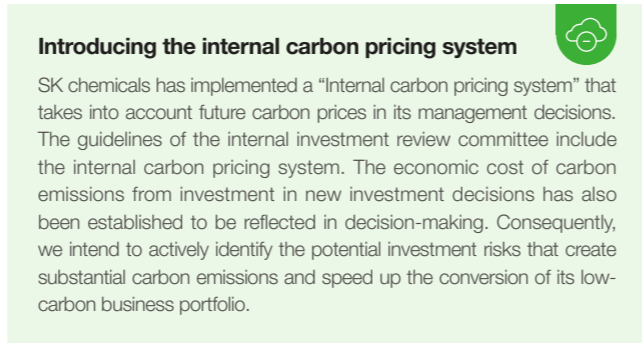 Introducing the internal carbon pricing system
SK chemicals has implemented a “Internal carbon pricing system” that
takes into account future carbon prices in its management decisions.
The guidelines of the internal investment review committee include
the internal carbon pricing system. The economic cost of carbon
emissions from investment in new investment decisions has also
been established to be reflected in decision-making. Consequently,
we intend to actively identify the potential investment risks that create
substantial carbon emissions and speed up the conversion of its low-
carbon business portfolio.